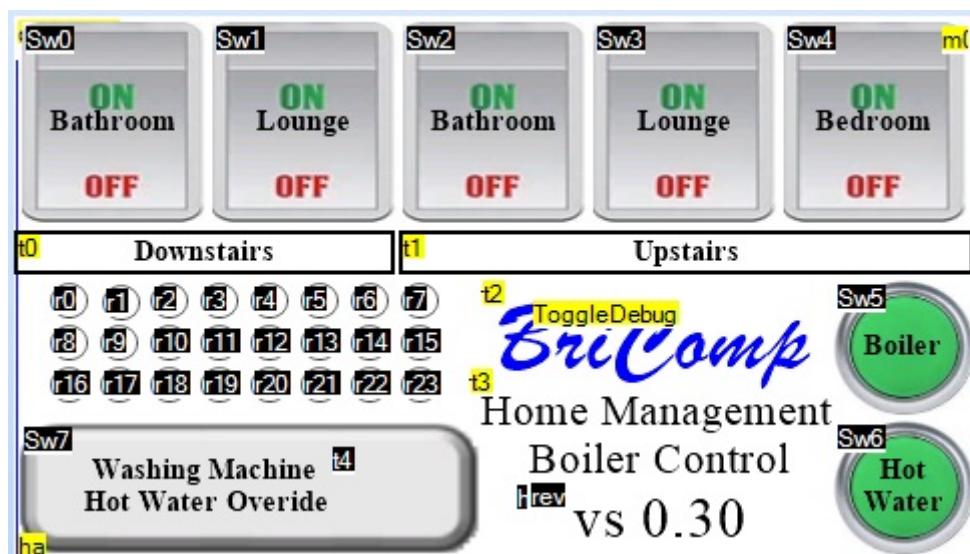 Sw0 Sw1 Sw2 Sw3 Sw4 m0
ON ON ON ON ON
Bathroom Lounge Bathroom Lounge Bedroom
OFF OFF OFF OFF OFF
t0 Downstairs t1 Upstairs
r0 r1 r2 r3 r4 r5 r6 r7
r8 r9 r10 r11 r12 r13 r14 r15
r16 r17 r18 r19 r20 r21 r22 r23
t2
ToggleDebug
BriComp
t3
Home Management
Boiler Control
vs 0.30
Sw5
Boiler
Sw6
Hot
Water
Sw7
Washing Machine t4
Hot Water Overide
ha